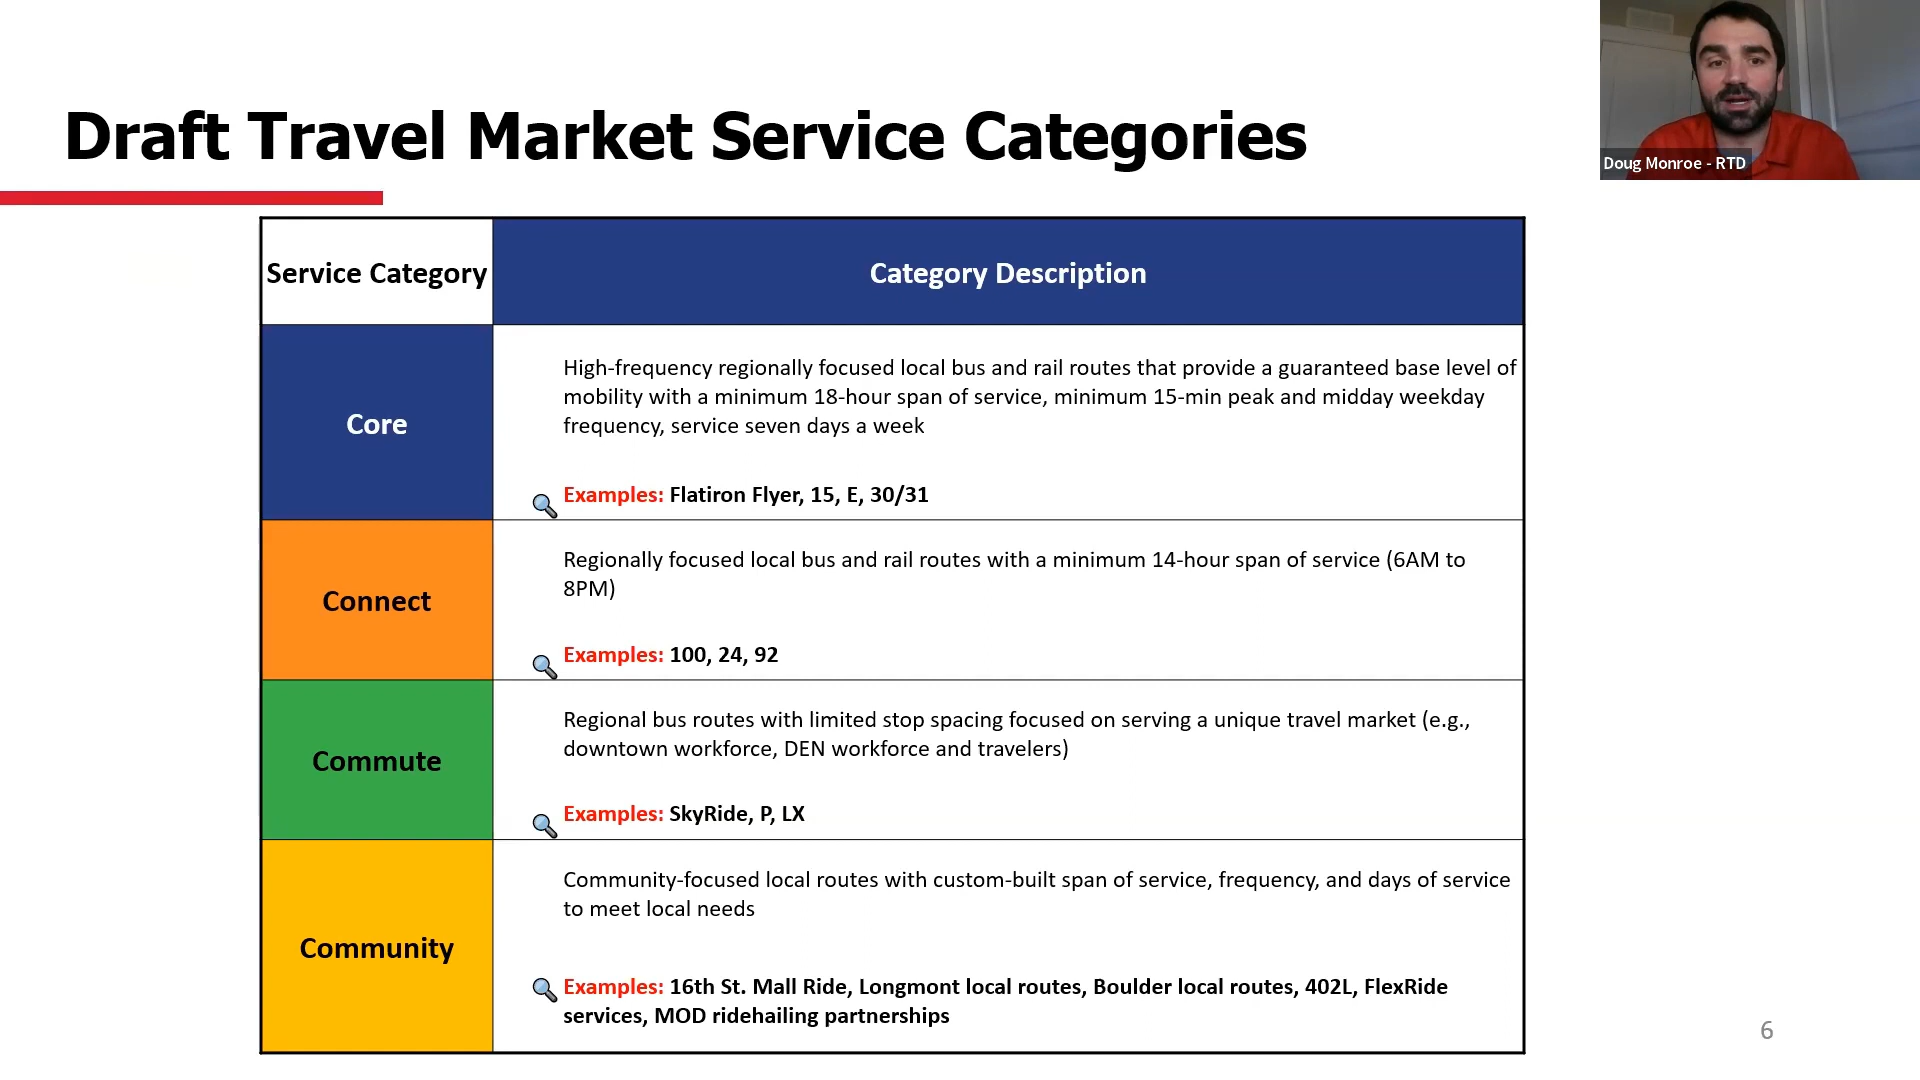 Draft Travel Market Service Categories
Doug Monroe - RTD
Service Category
Category Description
Core
High-frequency regionally focused local bus and rail routes that provide a guaranteed base level of
mobility with a minimum 18-hour span of service, minimum 15-min peak and midday weekday
frequency, service seven days a week
Examples: Flatiron Flyer, 15, E, 30/31
Connect
Regionally focused local bus and rail routes with a minimum 14-hour span of service (6AM to
8PM)
Examples: 100, 24, 92
Commute
Regional bus routes with limited stop spacing focused on serving a unique travel market (e.g.,
downtown workforce, DEN workforce and travelers)
Examples: SkyRide, P, LX
Community
Community-focused local routes with custom-built span of service, frequency, and days of service
to meet local needs
Examples: 16th St. Mall Ride, Longmont local routes, Boulder local routes, 402L, FlexRide
services, MOD ridehailing partnerships
6